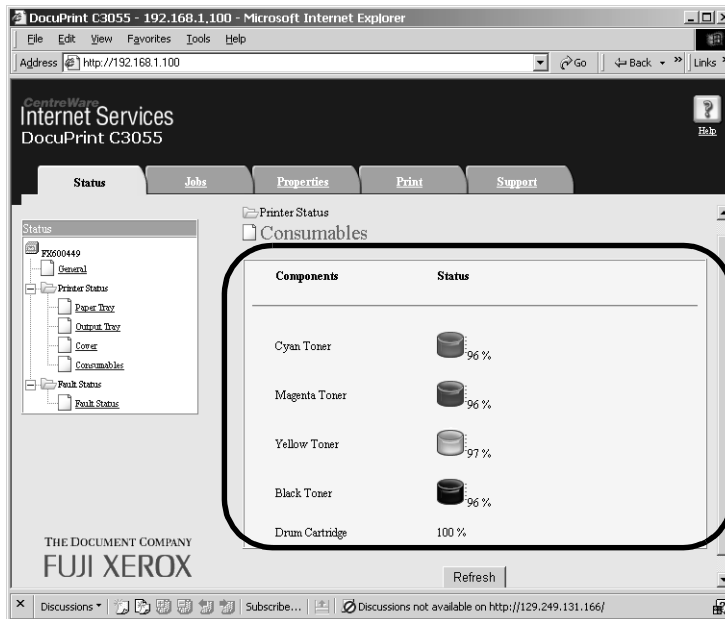 DocuPrint C3055 - 192.168.1.100 - Microsoft Internet Explorer
File Edit View Favorites Tools Help
Address http://192.168.1.100 Go Back » Links »
CentreWare
Internet Services
DocuPrint C3055
Help
Status Jobs Properties Print Support
Status
FX600449
General
Printer Status
Paper Tray
Output Tray
Cover
Consumables
Fault Status
Fault Status
Printer Status
Consumables
Components Status
Cyan Toner 96 %
Magenta Toner 96 %
Yellow Toner 97 %
Black Toner 96 %
Drum Cartridge 100 %
THE DOCUMENT COMPANY
FUJI XEROX
Refresh
× Discussions Subscribe... Discussions not available on http://129.249.131.166/